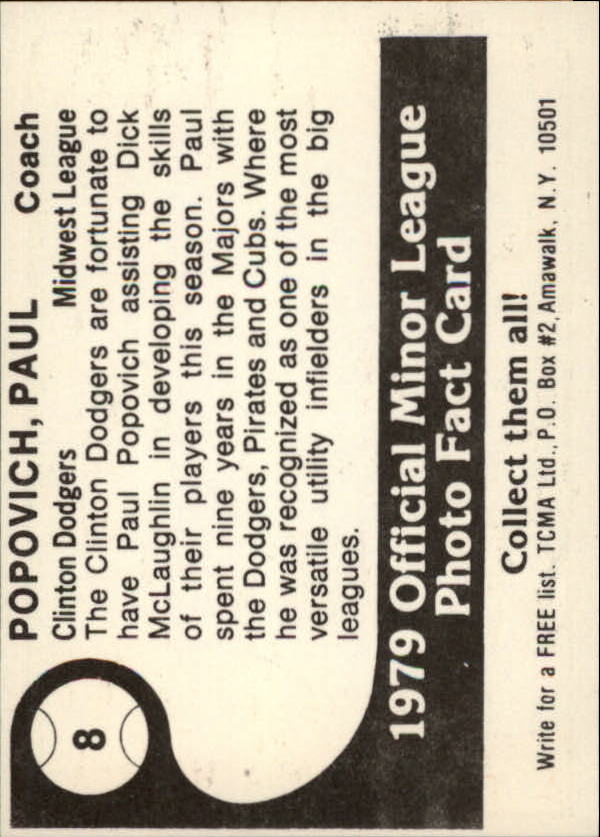 8
POPOVICH, PAUL Coach
Clinton Dodgers Midwest League
The Clinton Dodgers are fortunate to
have Paul Popovich assisting Dick
McLaughlin in developing the skills
of their players this season. Paul
spent nine years in the Majors with
the Dodgers, Pirates and Cubs. Where
he was recognized as one of the most
versatile utility infielders in the big
leagues.
1979 Official Minor League
Photo Fact Card
Collect them all!
Write for a FREE list. TCMA Ltd., P.O. Box #2, Amawalk, N.Y. 10501